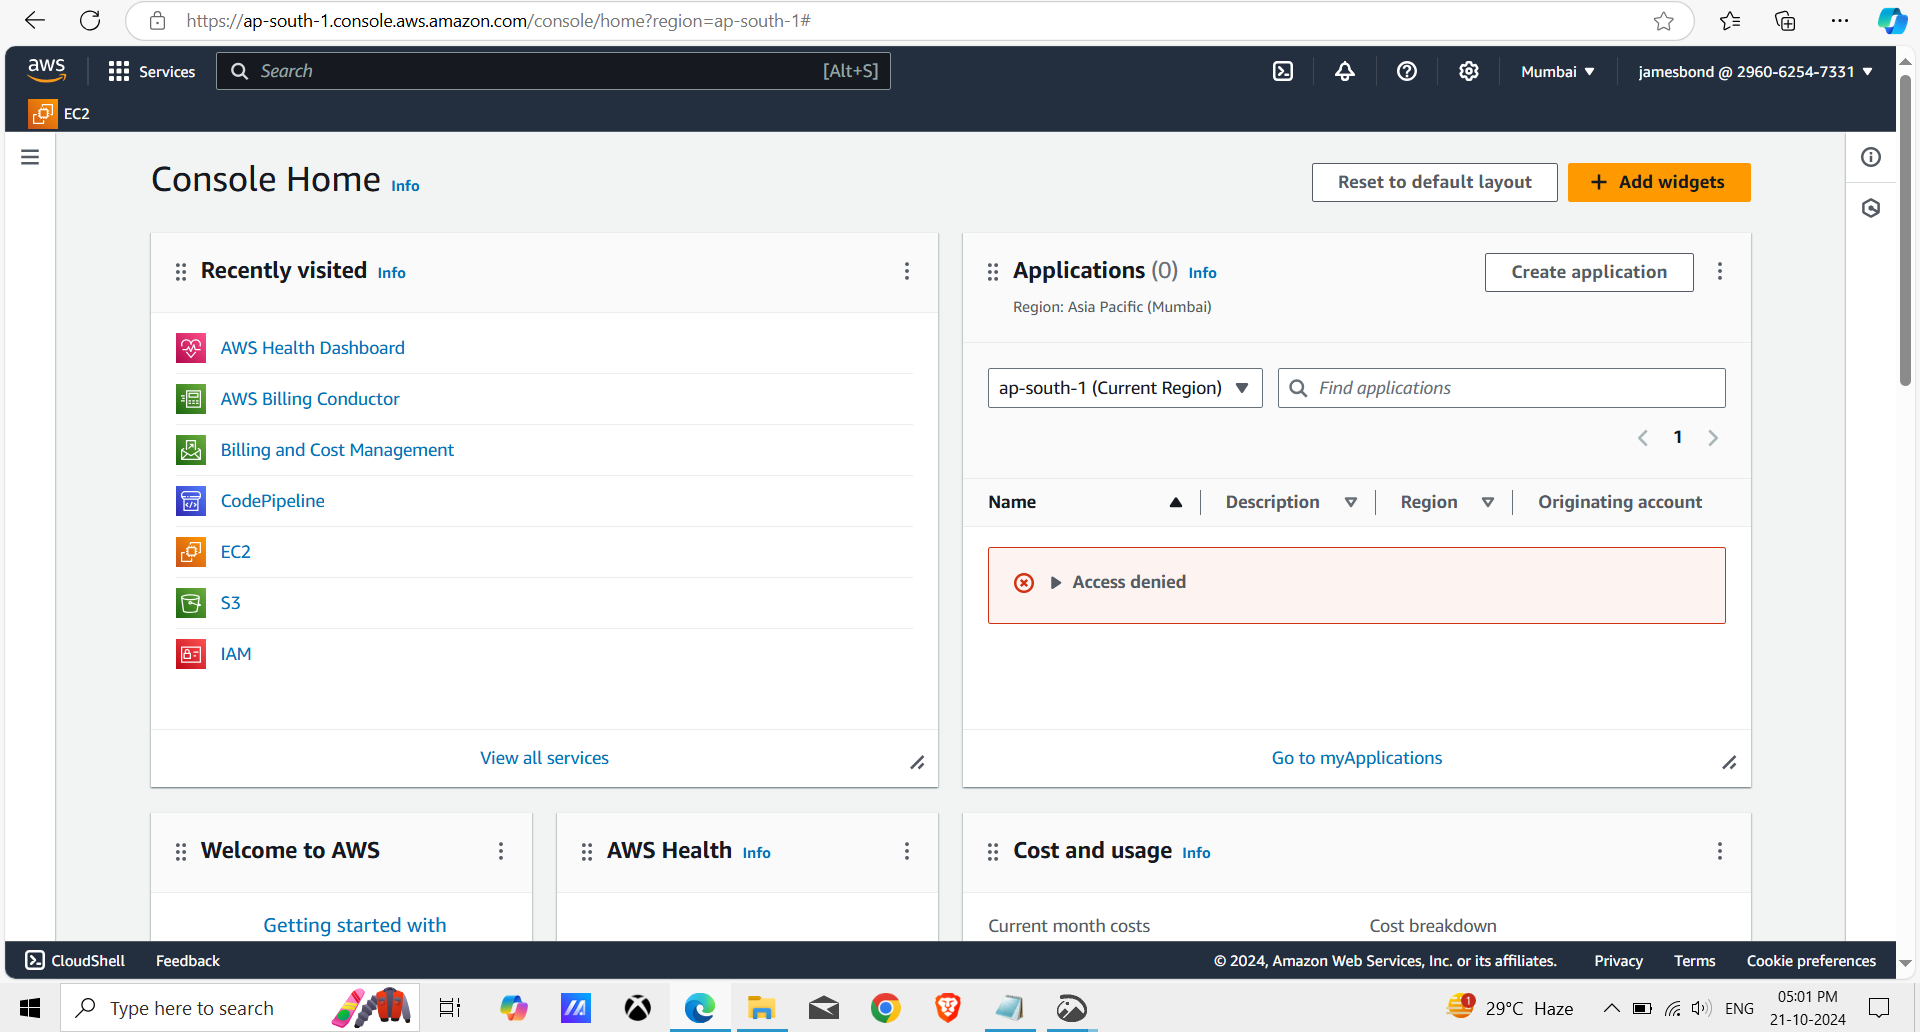 https://ap-south-1.console.aws.amazon.com/console/home?region=ap-south-1#
aws
Services
Search
[Alt+S]
Mumbai
jamesbond @ 2960-6254-7331
EC2
Console Home Info
Reset to default layout
+ Add widgets
Recently visited Info
AWS Health Dashboard
AWS Billing Conductor
Billing and Cost Management
CodePipeline
EC2
S3
IAM
View all services
Applications (0) Info
Create application
Region: Asia Pacific (Mumbai)
ap-south-1 (Current Region)
Find applications
1
Name Description Region Originating account
Access denied
Go to myApplications
Welcome to AWS
Getting started with
AWS Health Info
Cost and usage Info
Current month costs
Cost breakdown
CloudShell
Feedback
© 2024, Amazon Web Services, Inc. or its affiliates.
Privacy
Terms
Cookie preferences
Type here to search
1
29°C Haze
ENG
05:01 PM
21-10-2024